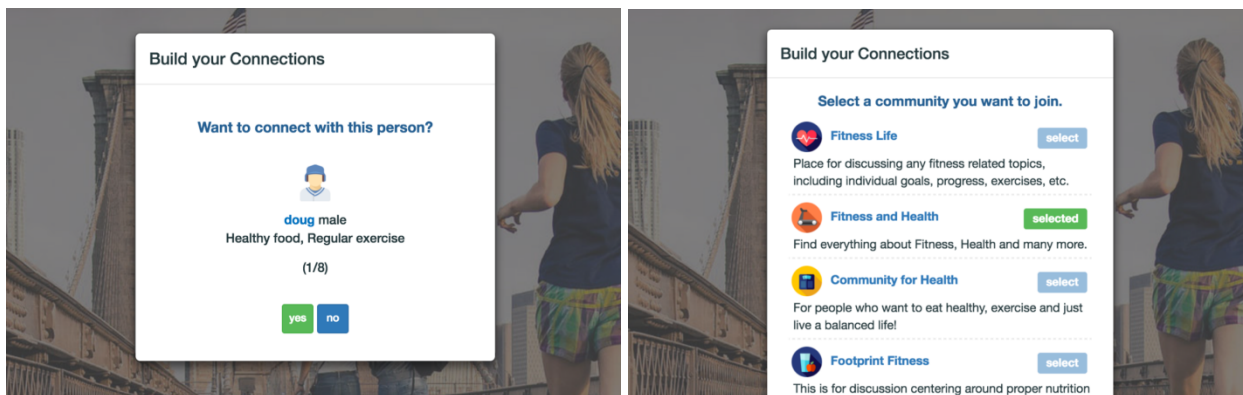 Build your Connections
Want to connect with this person?
doug male
Healthy food, Regular exercise
(1/8)
yes no
Build your Connections
Select a community you want to join.
Fitness Life select
Place for discussing any fitness related topics,
including individual goals, progress, exercises, etc.
Fitness and Health selected
Find everything about Fitness, Health and many more.
Community for Health select
For people who want to eat healthy, exercise and just
live a balanced life!
Footprint Fitness select
This is for discussion centering around proper nutrition